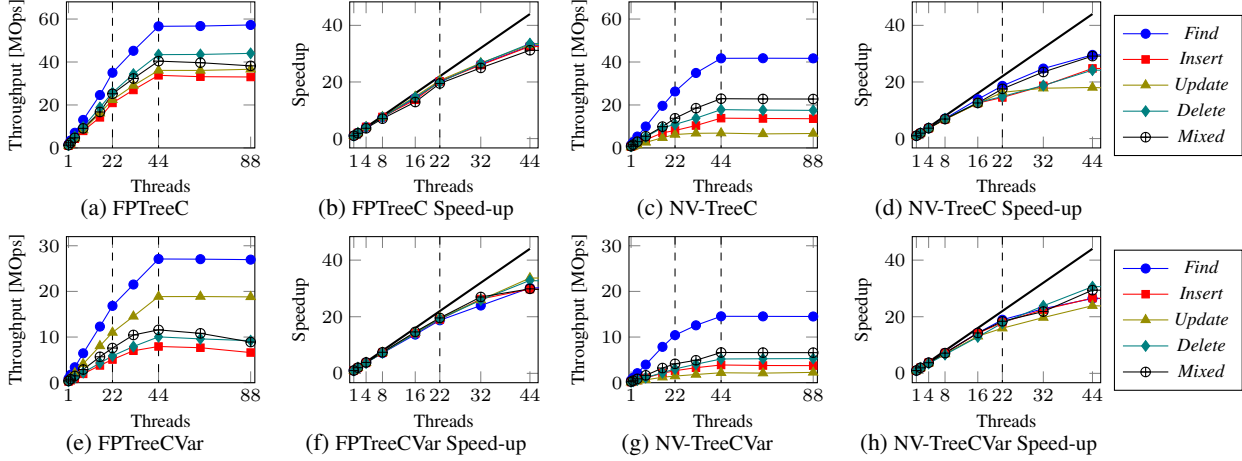 Throughput [MOps]
60
40
20
0
1
22
44
88
Threads
(a) FPTreeC
Speedup
40
20
0
1 4 8 16 22 32 44
Threads
(b) FPTreeC Speed-up
Throughput [MOps]
60
40
20
0
1
22
44
88
Threads
(c) NV-TreeC
Speedup
40
20
0
1 4 8 16 22 32 44
Threads
(d) NV-TreeC Speed-up
Find
Insert
Update
Delete
Mixed
Throughput [MOps]
30
20
10
0
1
22
44
88
Threads
(e) FPTreeCVar
Speedup
40
20
0
1 4 8 16 22 32 44
Threads
(f) FPTreeCVar Speed-up
Throughput [MOps]
30
20
10
0
1
22
44
88
Threads
(g) NV-TreeCVar
Speedup
40
20
0
1 4 8 16 22 32 44
Threads
(h) NV-TreeCVar Speed-up
Find
Insert
Update
Delete
Mixed